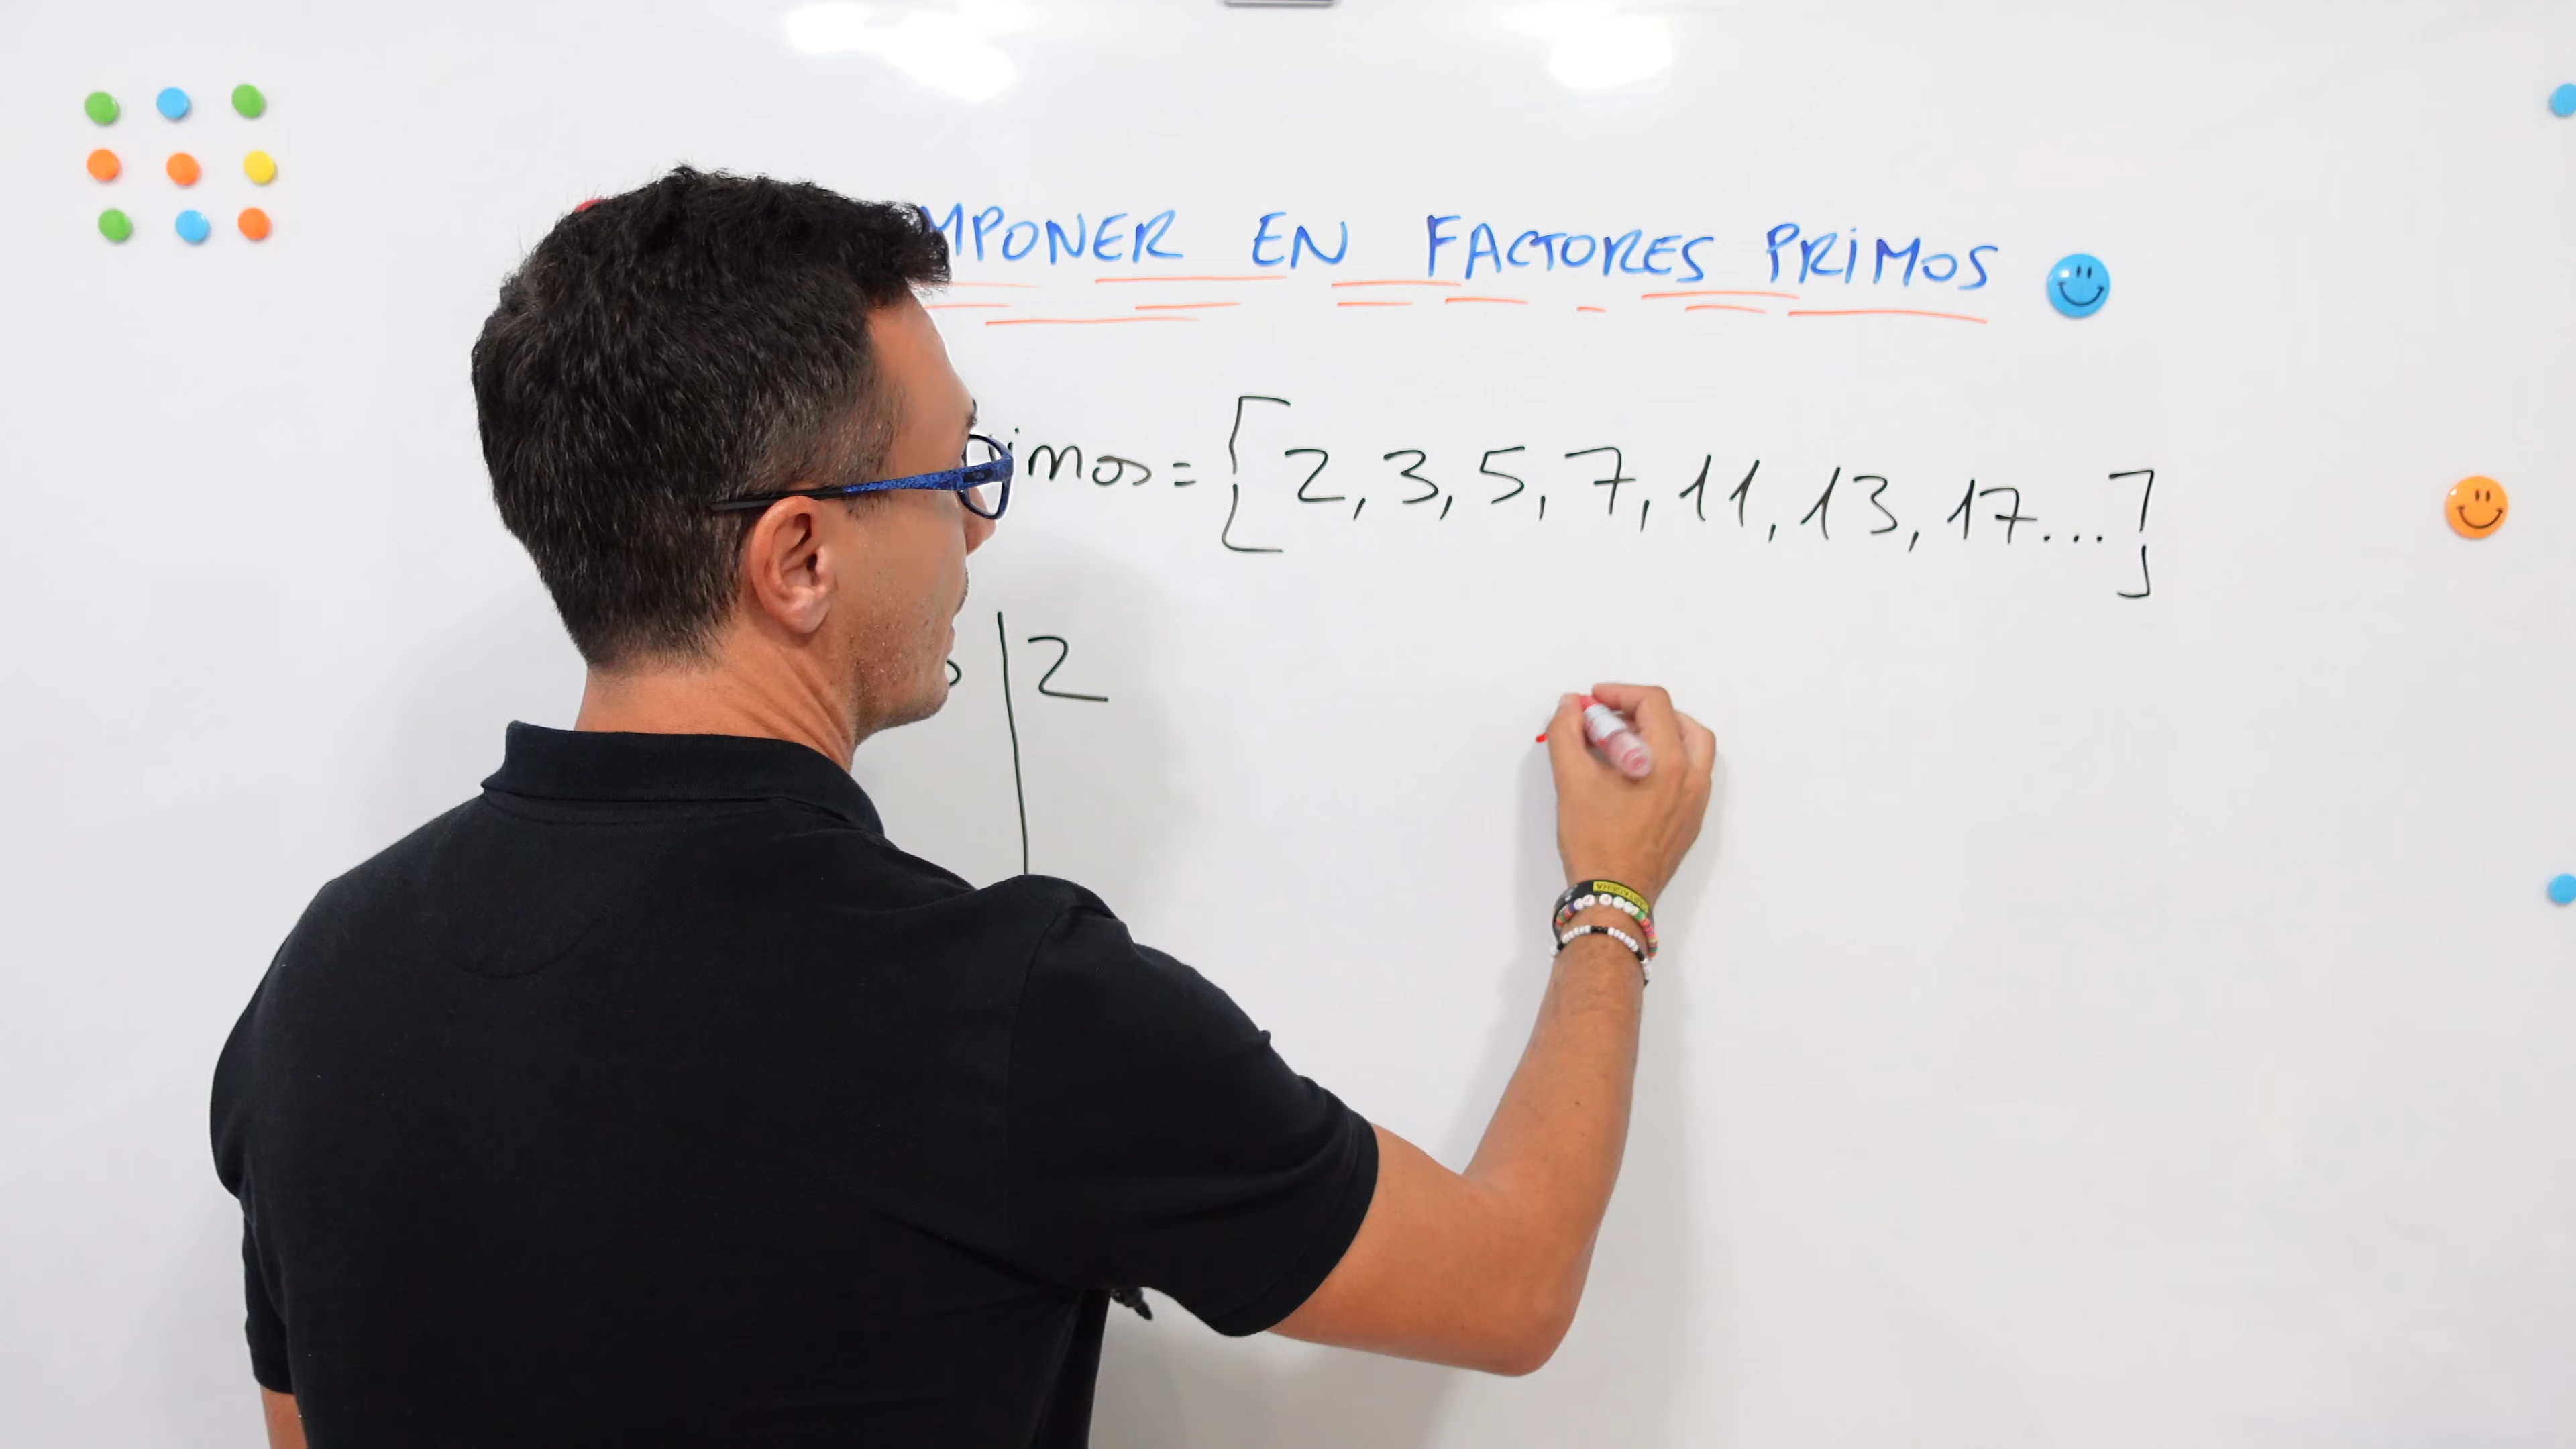 MPONER EN FACTORES PRIMOS
imos = [2, 3, 5, 7, 11, 13, 17...]
2